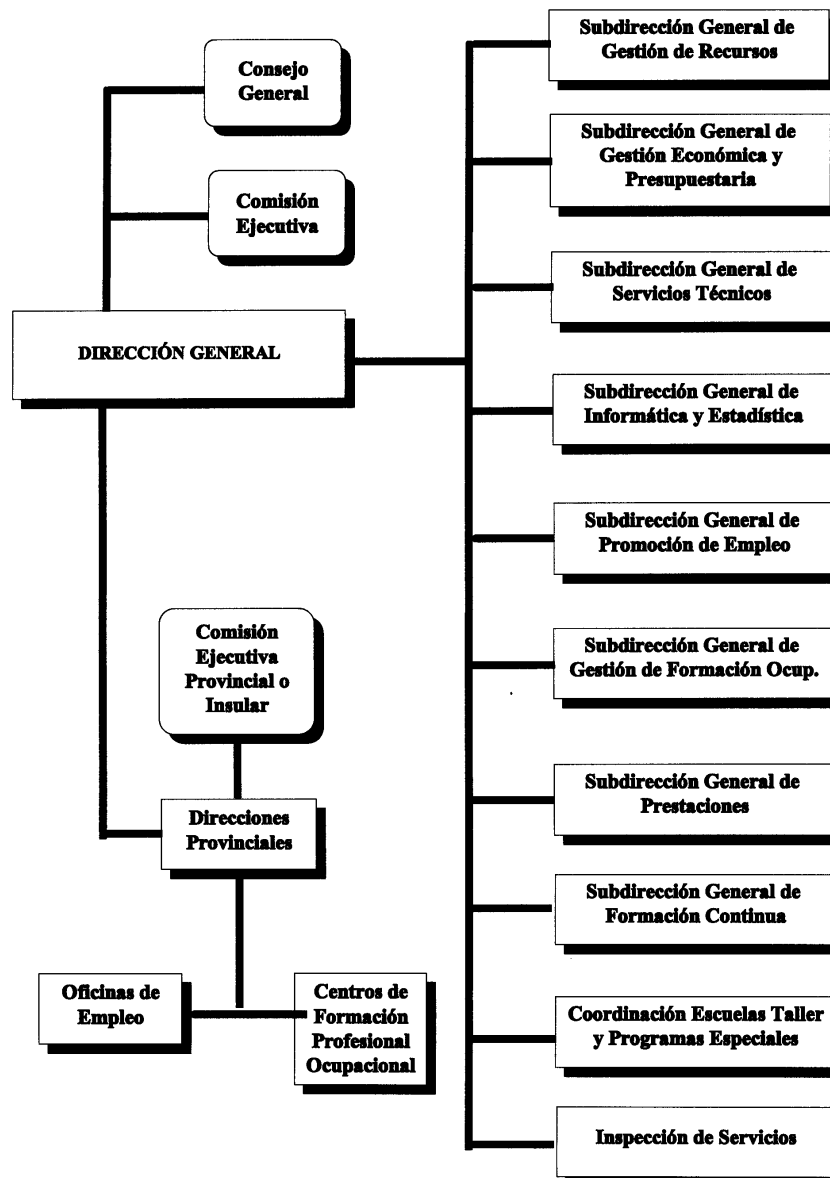 Consejo
General
Comisión
Ejecutiva
DIRECCIÓN GENERAL
Comisión
Ejecutiva
Provincial o
Insular
Direcciones
Provinciales
Oficinas de
Empleo
Centros de
Formación
Profesional
Ocupacional
Subdirección General de
Gestión de Recursos
Subdirección General de
Gestión Económica y
Presupuestaria
Subdirección General de
Servicios Técnicos
Subdirección General de
Informática y Estadística
Subdirección General de
Promoción de Empleo
Subdirección General de
Gestión de Formación Ocup.
Subdirección General de
Prestaciones
Subdirección General de
Formación Continua
Coordinación Escuelas Taller
y Programas Especiales
Inspección de Servicios